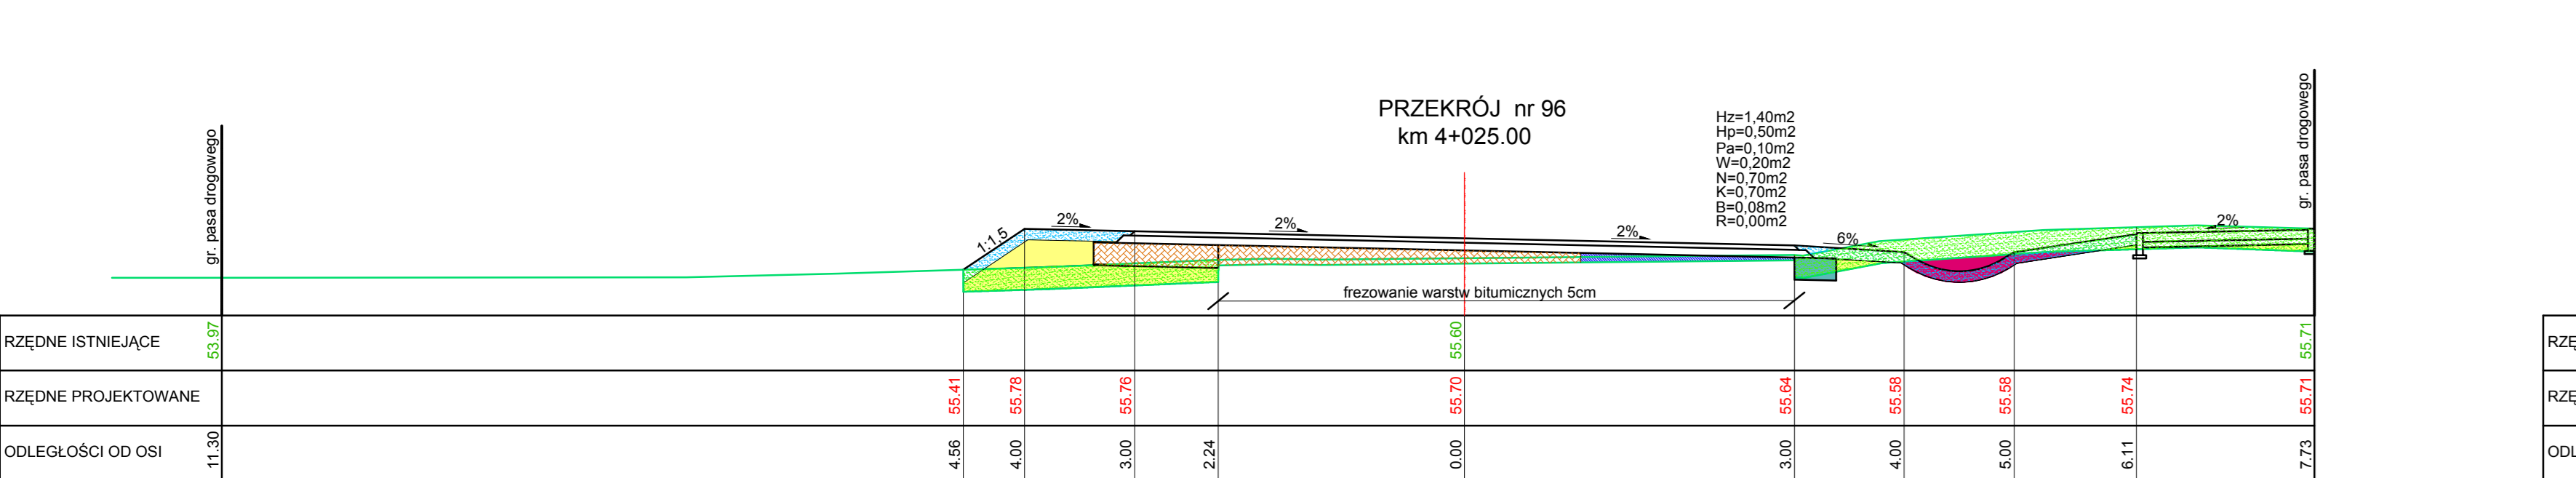 PRZEKRÓJ nr 96
km 4+025.00
Hz=1,40m2
Hp=0,50m2
Pa=0,10m2
W=0,20m2
N=0,70m2
K=0,70m2
B=0,08m2
R=0,00m2
gr. pasa drogowego
gr. pasa drogowego
1:1,5
2%
2%
2%
6%
2%
frezowanie warstw bitumicznych 5cm
RZĘDNE ISTNIEJĄCE 53.97 55.60 55.71
RZĘDNE PROJEKTOWANE 55.41 55.78 55.76 55.70 55.64 55.58 55.58 55.74 55.71
ODLEGŁOŚCI OD OSI 11.30 4.56 4.00 3.00 2.24 0.00 3.00 4.00 5.00 6.11 7.73
RZĘ
RZĘ
ODL